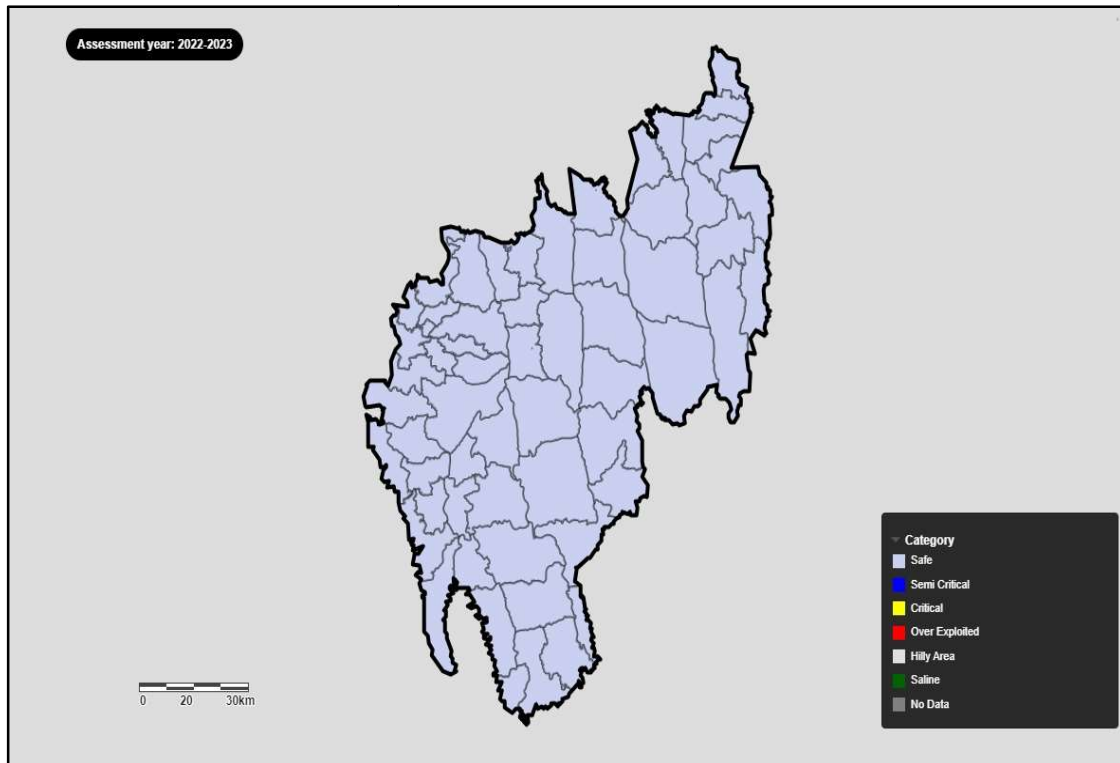 Assessment year: 2022-2023
Category
Safe
Semi Critical
Critical
Over Exploited
Hilly Area
Saline
No Data
0 20 30km